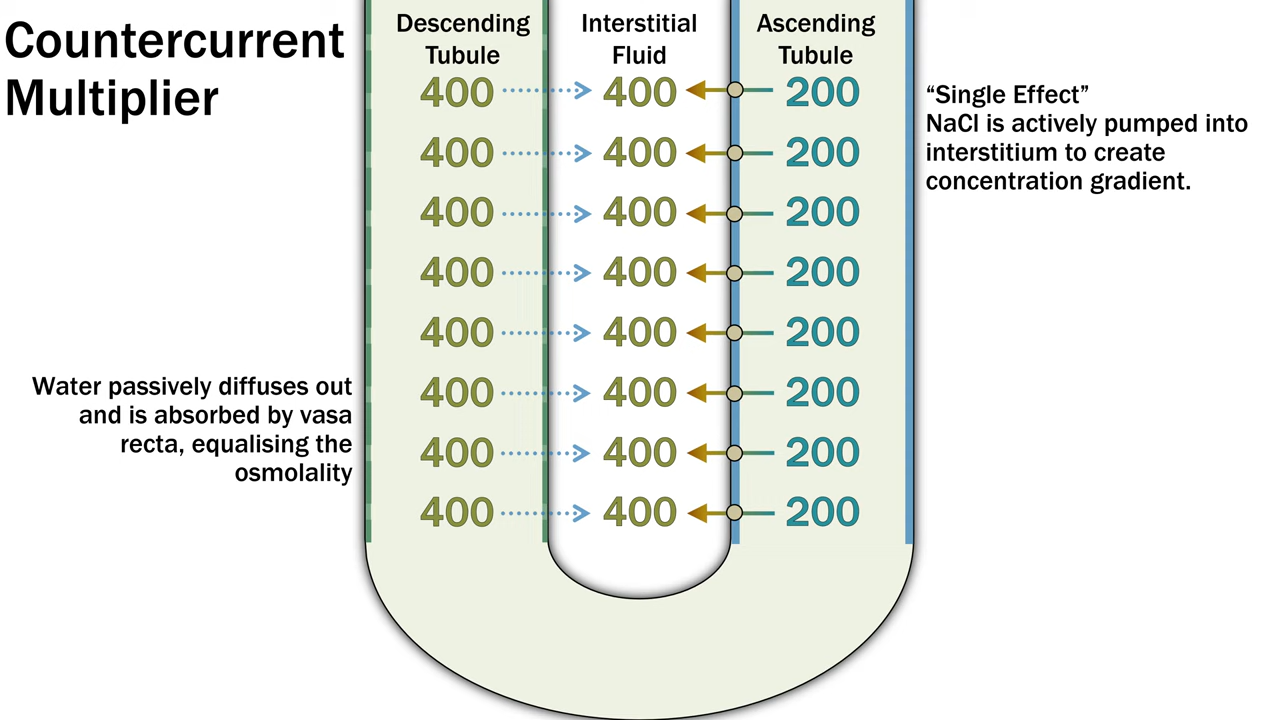 Countercurrent
Multiplier
Descending
Tubule
Interstitial
Fluid
Ascending
Tubule
400 400 200
400 400 200
400 400 200
400 400 200
400 400 200
400 400 200
400 400 200
400 400 200
“Single Effect”
NaCl is actively pumped into
interstitium to create
concentration gradient.
Water passively diffuses out
and is absorbed by vasa
recta, equalising the
osmolality